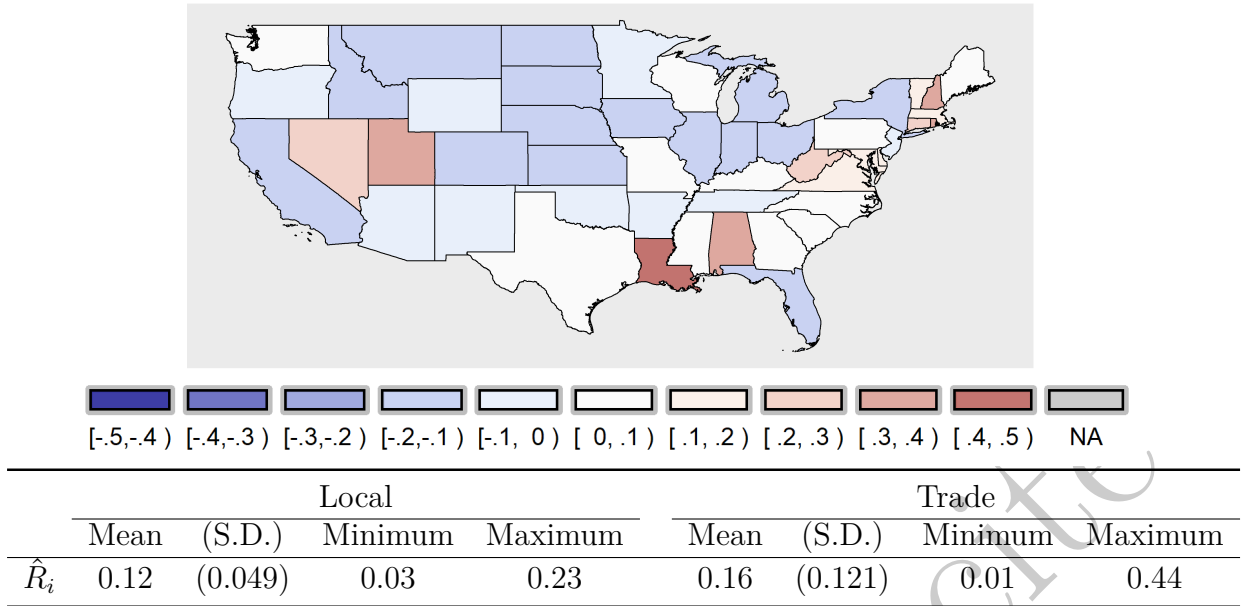 [-.5,-.4 ) [-.4,-.3 ) [-.3,-.2 ) [-.2,-.1 ) [-.1, 0 ) [ 0, .1 ) [ .1, .2 ) [ .2, .3 ) [ .3, .4 ) [ .4, .5 ) NA
Local Trade
Mean (S.D.) Minimum Maximum Mean (S.D.) Minimum Maximum
R̂ᵢ 0.12 (0.049) 0.03 0.23 0.16 (0.121) 0.01 0.44
cite